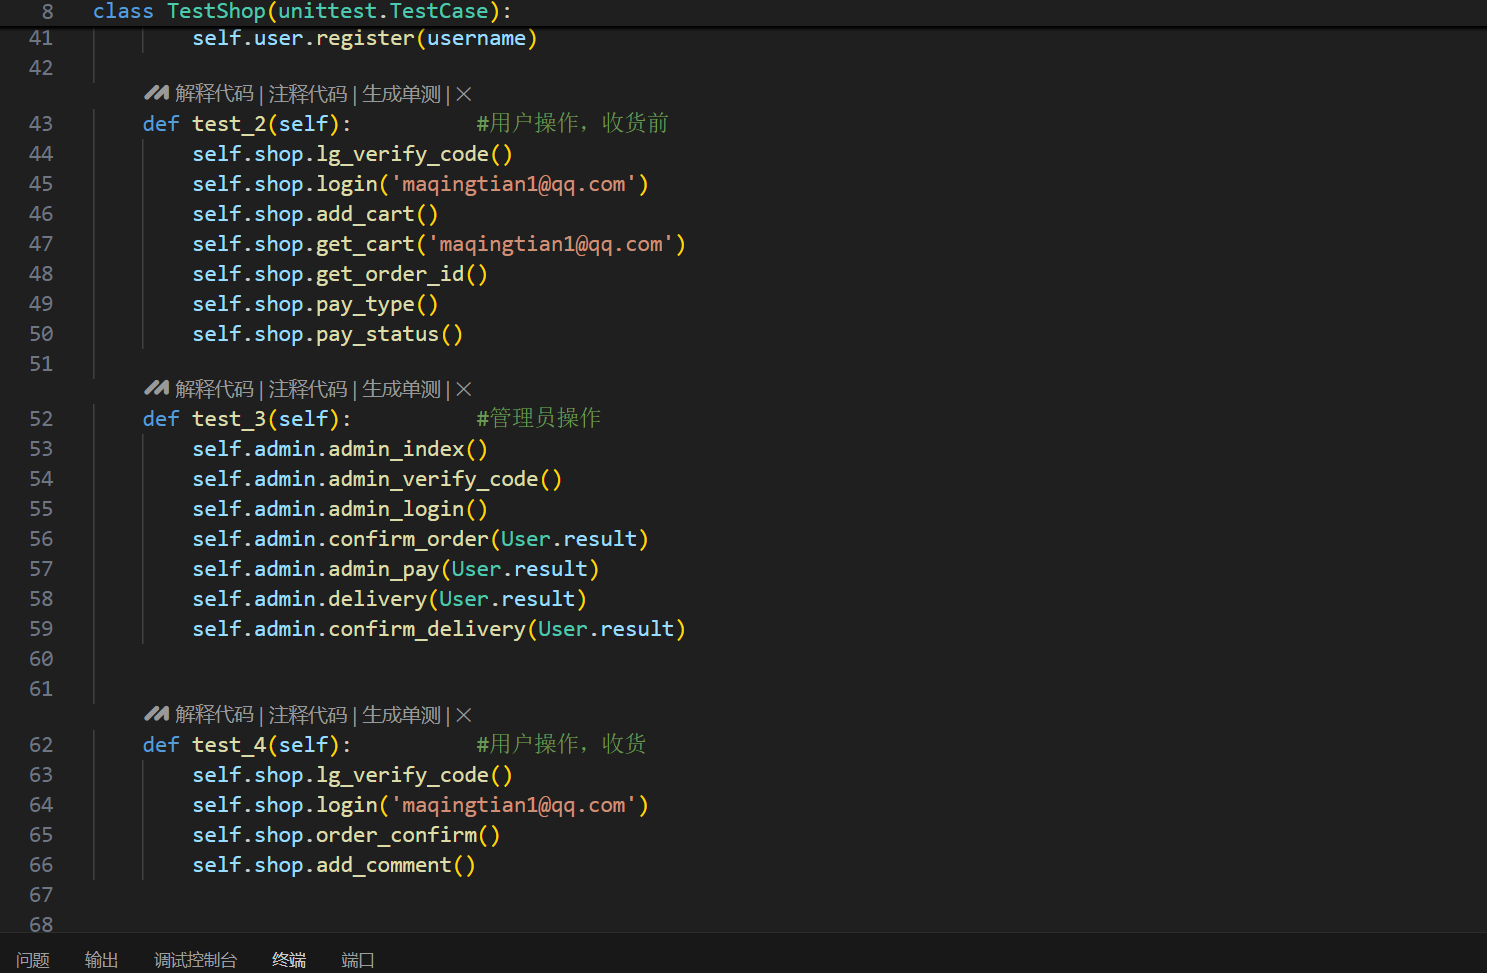 8 class TestShop(unittest.TestCase):
41 self.user.register(username)
42
解释代码 | 注释代码 | 生成单测 | ×
43 def test_2(self): #用户操作，收货前
44 self.shop.lg_verify_code()
45 self.shop.login('maqingtian1@qq.com')
46 self.shop.add_cart()
47 self.shop.get_cart('maqingtian1@qq.com')
48 self.shop.get_order_id()
49 self.shop.pay_type()
50 self.shop.pay_status()
51
解释代码 | 注释代码 | 生成单测 | ×
52 def test_3(self): #管理员操作
53 self.admin.admin_index()
54 self.admin.admin_verify_code()
55 self.admin.admin_login()
56 self.admin.confirm_order(User.result)
57 self.admin.admin_pay(User.result)
58 self.admin.delivery(User.result)
59 self.admin.confirm_delivery(User.result)
60
61
解释代码 | 注释代码 | 生成单测 | ×
62 def test_4(self): #用户操作，收货
63 self.shop.lg_verify_code()
64 self.shop.login('maqingtian1@qq.com')
65 self.shop.order_confirm()
66 self.shop.add_comment()
67
68
问题 输出 调试控制台 终端 端口